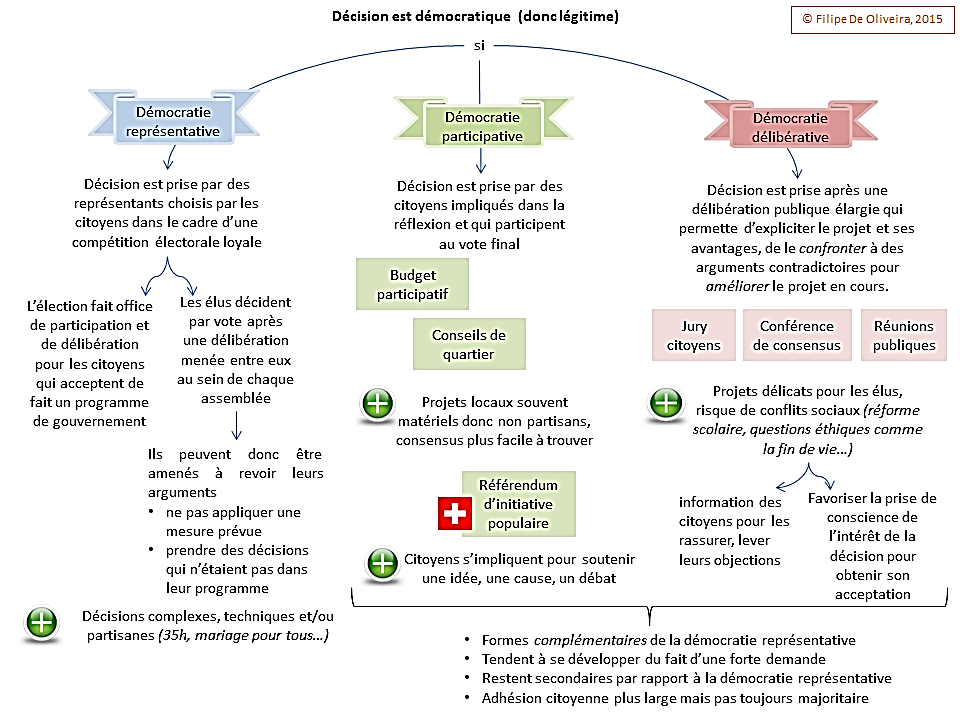 Décision est démocratique (donc légitime)
© Filipe De Oliveira, 2015
si
Démocratie
représentative
Décision est prise par des
représentants choisis par les
citoyens dans le cadre d'une
compétition électorale loyale
L'élection fait office
de participation et
de délibération
pour les citoyens
qui acceptent de
fait un programme
de gouvernement
Les élus décident
par vote après
une délibération
menée entre eux
au sein de chaque
assemblée
Ils peuvent donc être
amenés à revoir leurs
arguments
• ne pas appliquer une
mesure prévue
• prendre des décisions
qui n'étaient pas dans
leur programme
Décisions complexes, techniques et/ou
partisanes (35h, mariage pour tous…)
Démocratie
participative
Décision est prise par des
citoyens impliqués dans la
réflexion et qui participent
au vote final
Budget
participatif
Conseils de
quartier
Projets locaux souvent
matériels donc non partisans,
consensus plus facile à trouver
Référendum
d'initiative
populaire
Citoyens s'impliquent pour soutenir
une idée, une cause, un débat
Démocratie
délibérative
Décision est prise après une
délibération publique élargie qui
permette d'expliciter le projet et ses
avantages, de le confronter à des
arguments contradictoires pour
améliorer le projet en cours.
Jury
citoyens
Conférence
de consensus
Réunions
publiques
Projets délicats pour les élus,
risque de conflits sociaux (réforme
scolaire, questions éthiques comme
la fin de vie…)
information des
citoyens pour les
rassurer, lever
leurs objections
Favoriser la prise de
conscience de
l'intérêt de la
décision pour
obtenir son
acceptation
• Formes complémentaires de la démocratie représentative
• Tendent à se développer du fait d'une forte demande
• Restent secondaires par rapport à la démocratie représentative
• Adhésion citoyenne plus large mais pas toujours majoritaire